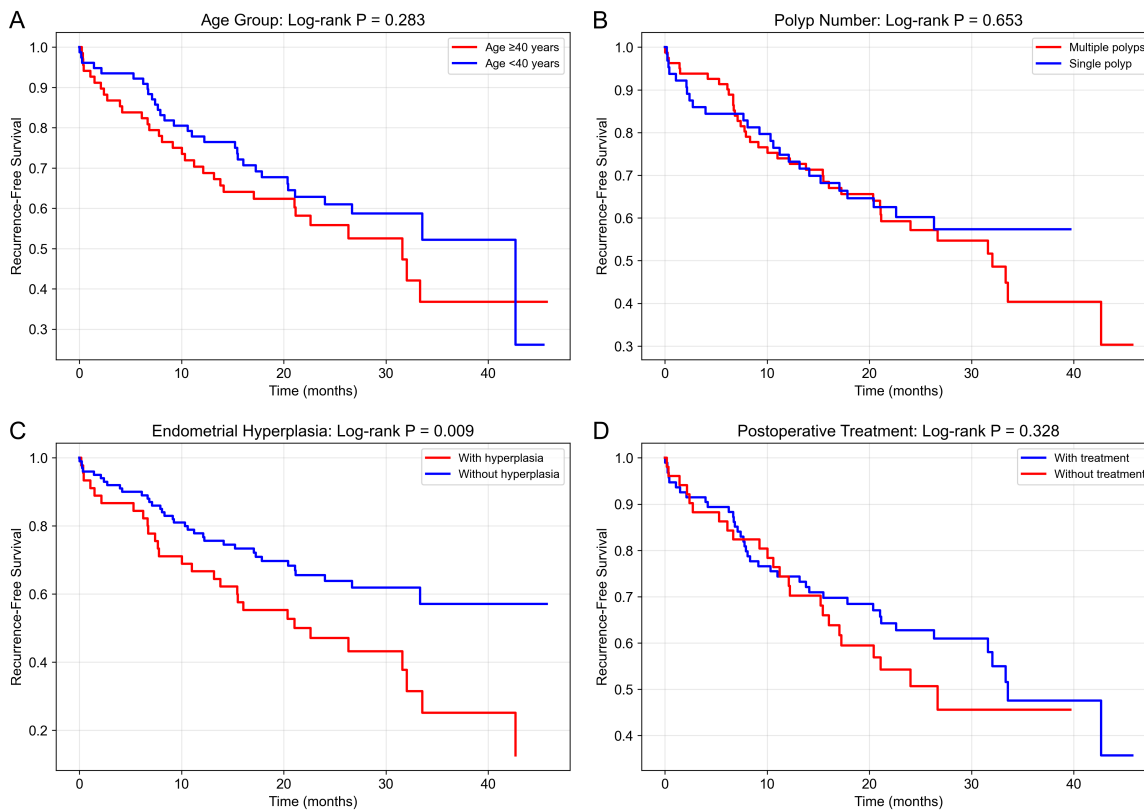 A
Age Group: Log-rank P = 0.283
Age ≥40 years
Age <40 years
Recurrence-Free Survival
1.0
0.9
0.8
0.7
0.6
0.5
0.4
0.3
0 10 20 30 40
Time (months)
B
Polyp Number: Log-rank P = 0.653
Multiple polyps
Single polyp
Recurrence-Free Survival
1.0
0.9
0.8
0.7
0.6
0.5
0.4
0.3
0 10 20 30 40
Time (months)
C
Endometrial Hyperplasia: Log-rank P = 0.009
With hyperplasia
Without hyperplasia
Recurrence-Free Survival
1.0
0.8
0.6
0.4
0.2
0 10 20 30 40
Time (months)
D
Postoperative Treatment: Log-rank P = 0.328
With treatment
Without treatment
Recurrence-Free Survival
1.0
0.9
0.8
0.7
0.6
0.5
0.4
0 10 20 30 40
Time (months)